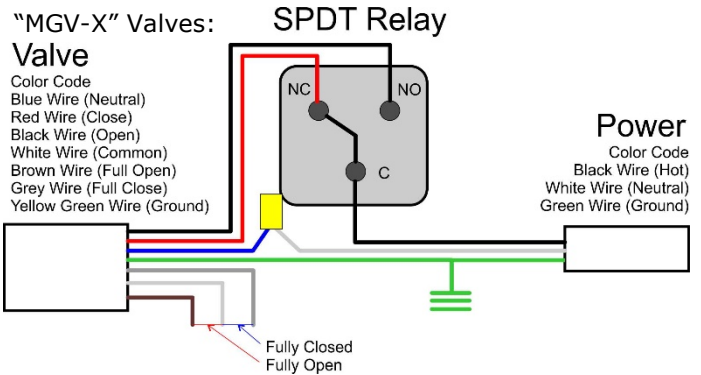 “MGV-X” Valves:
SPDT Relay
Valve
Color Code
Blue Wire (Neutral)
Red Wire (Close)
Black Wire (Open)
White Wire (Common)
Brown Wire (Full Open)
Grey Wire (Full Close)
Yellow Green Wire (Ground)
NC
NO
C
Power
Color Code
Black Wire (Hot)
White Wire (Neutral)
Green Wire (Ground)
Fully Closed
Fully Open